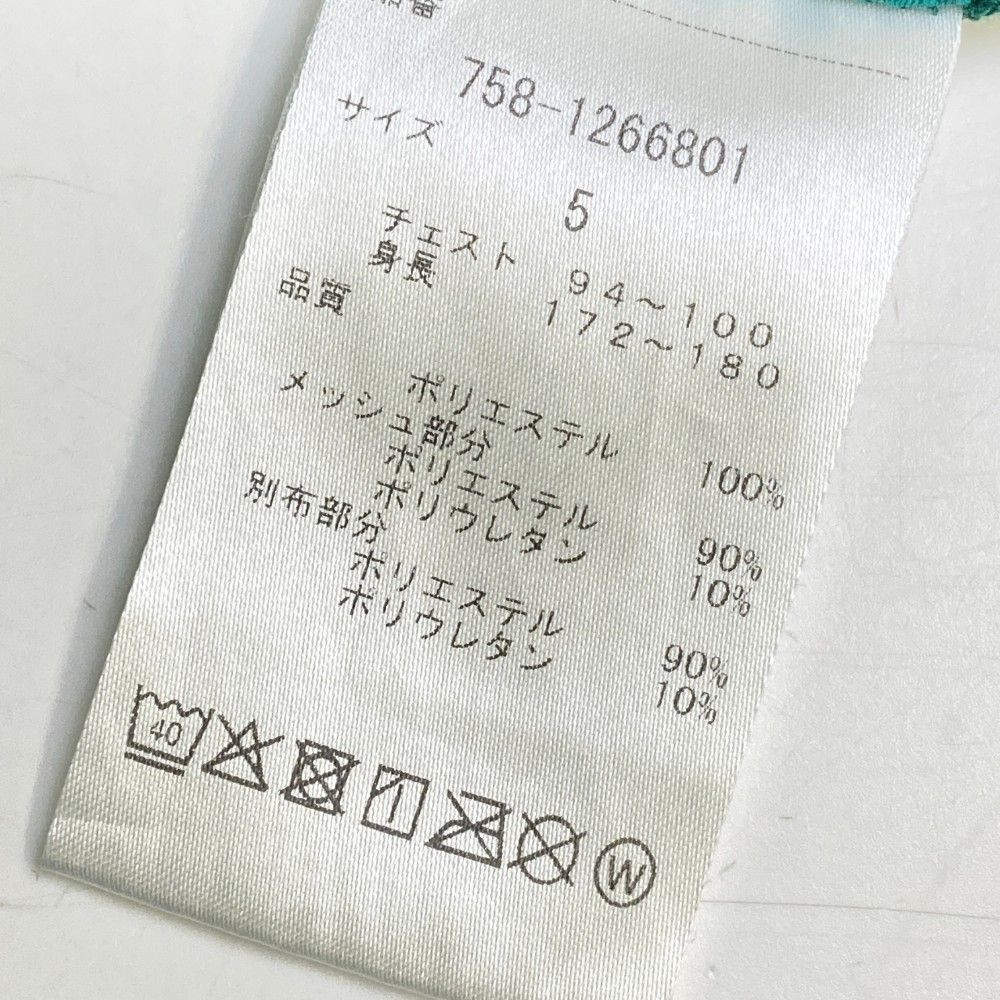 品番
758-1266801
サイズ
5
チェスト 94～100
身長 172～180
品質
ポリエステル 100%
メッシュ部分
ポリエステル 90%
ポリウレタン 10%
別布部分
ポリエステル 90%
ポリウレタン 10%
40
W